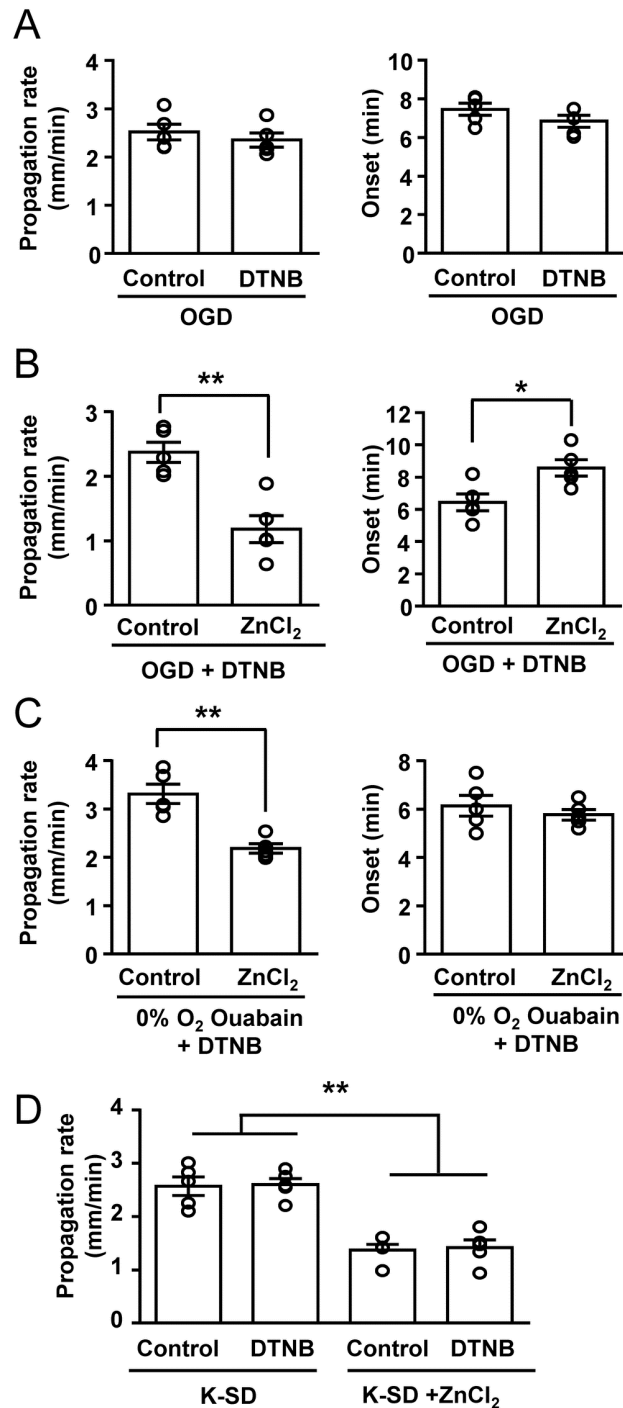 A
Propagation rate
(mm/min)
4
3
2
1
0
Control DTNB
OGD
Onset (min)
10
8
6
4
2
0
Control DTNB
OGD
B
Propagation rate
(mm/min)
3
2
1
0
**
Control ZnCl₂
OGD + DTNB
Onset (min)
12
10
8
6
4
2
0
*
Control ZnCl₂
OGD + DTNB
C
Propagation rate
(mm/min)
4
3
2
1
0
**
Control ZnCl₂
0% O₂ Ouabain
+ DTNB
Onset (min)
8
6
4
2
0
Control ZnCl₂
0% O₂ Ouabain
+ DTNB
D
Propagation rate
(mm/min)
4
3
2
1
0
**
Control DTNB Control DTNB
K-SD K-SD +ZnCl₂